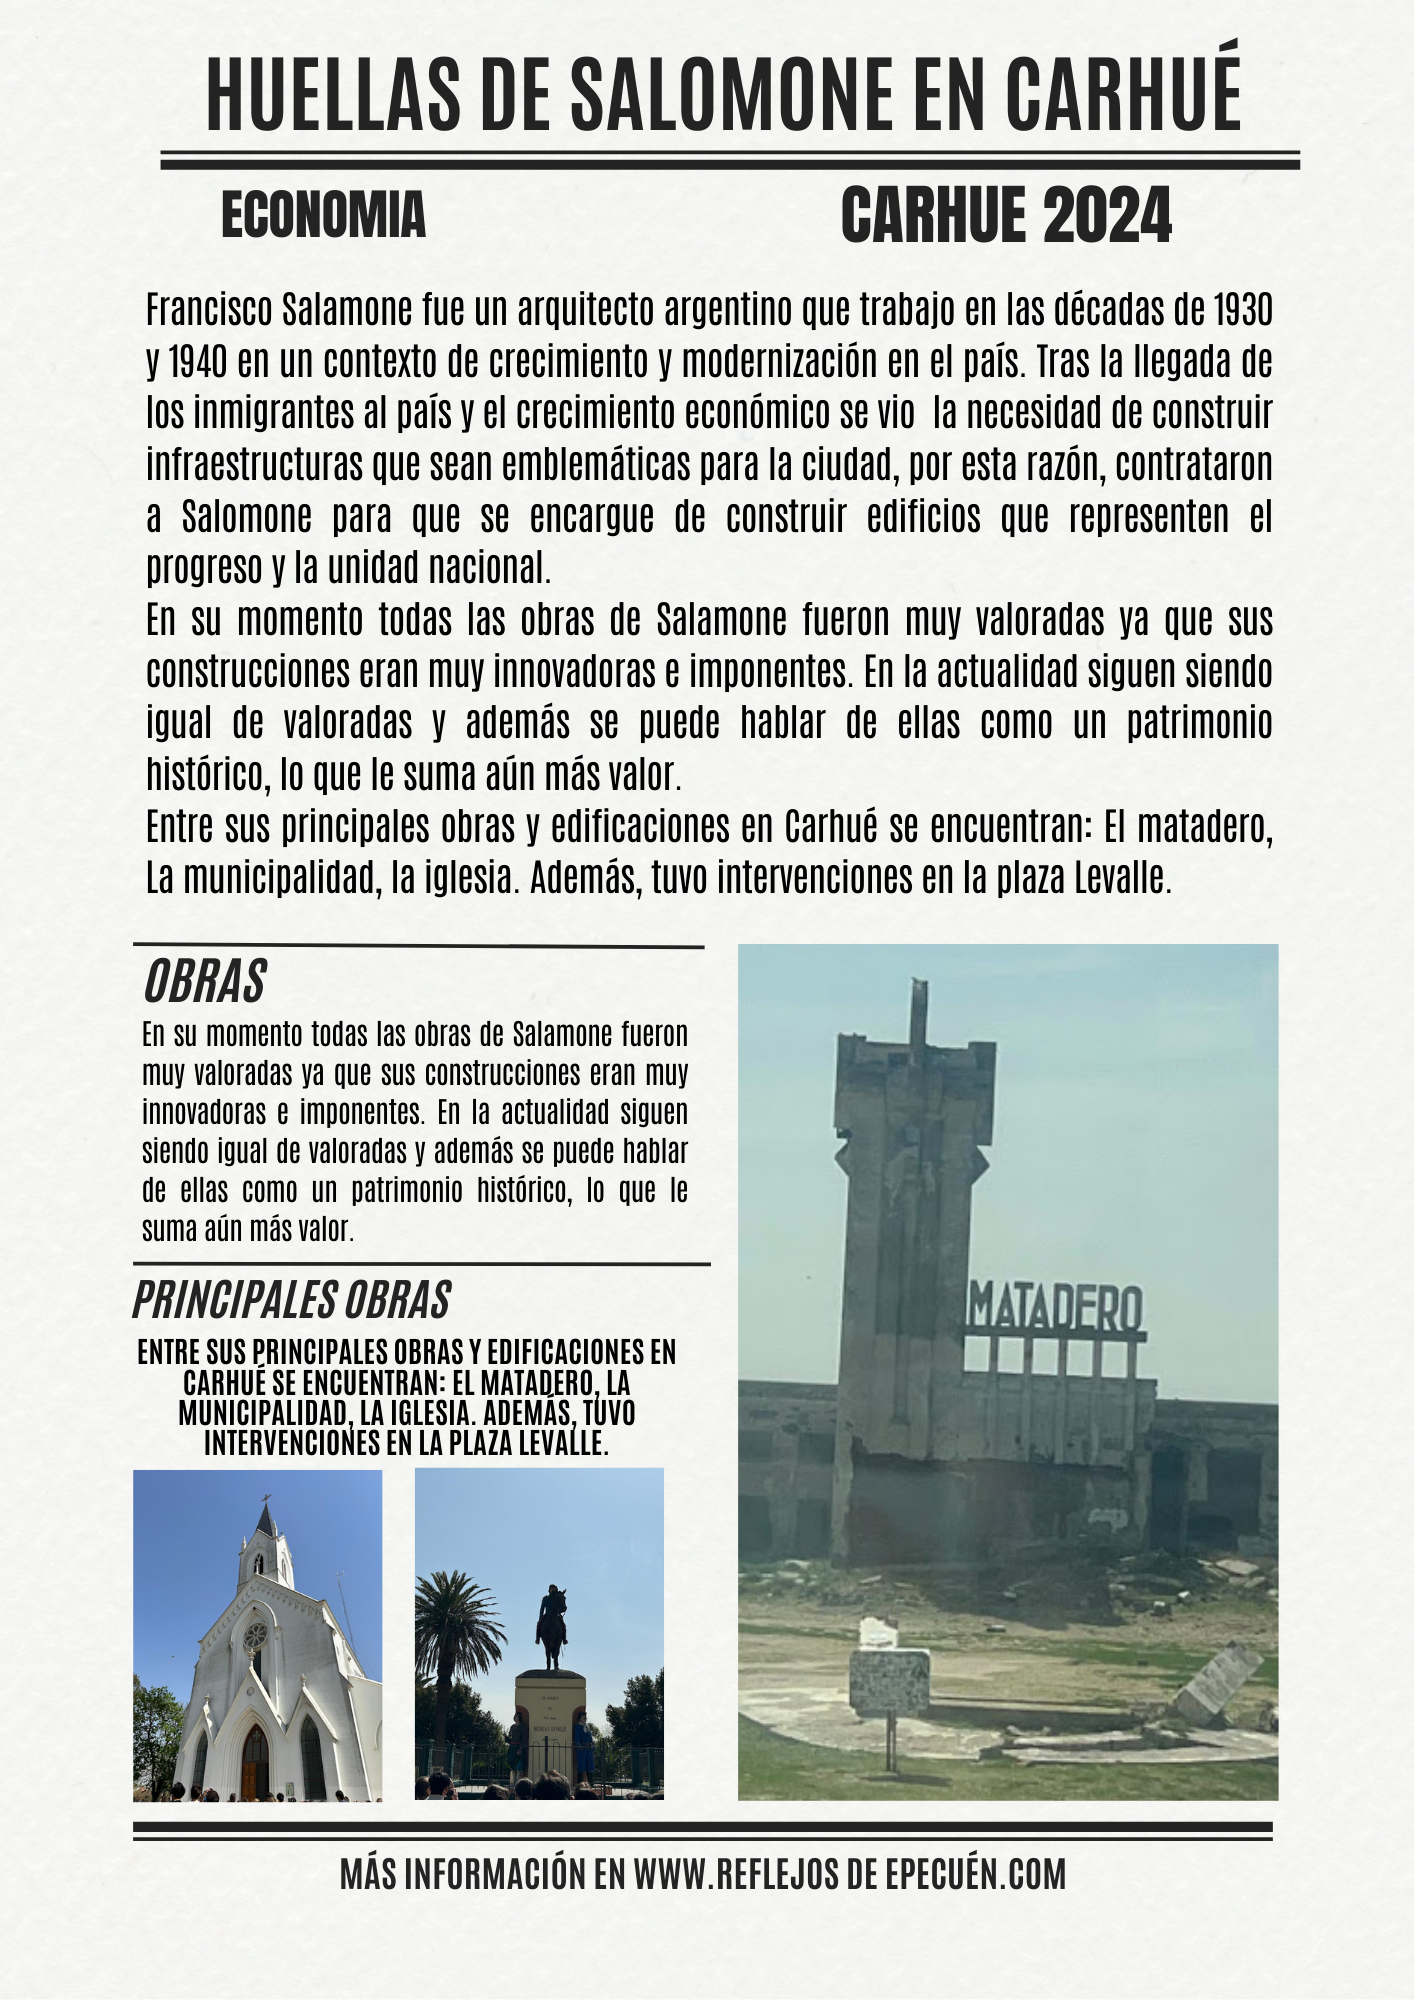 HUELLAS DE SALOMONE EN CARHUÉ
ECONOMIA
CARHUE 2024
Francisco Salamone fue un arquitecto argentino que trabajo en las décadas de 1930
y 1940 en un contexto de crecimiento y modernización en el país. Tras la llegada de
los inmigrantes al país y el crecimiento económico se vio  la necesidad de construir
infraestructuras que sean emblemáticas para la ciudad, por esta razón, contrataron
a Salomone para que se encargue de construir edificios que representen el
progreso y la unidad nacional.
En su momento todas las obras de Salamone fueron muy valoradas ya que sus
construcciones eran muy innovadoras e imponentes. En la actualidad siguen siendo
igual de valoradas y además se puede hablar de ellas como un patrimonio
histórico, lo que le suma aún más valor.
Entre sus principales obras y edificaciones en Carhué se encuentran: El matadero,
La municipalidad, la iglesia. Además, tuvo intervenciones en la plaza Levalle.
OBRAS
En su momento todas las obras de Salamone fueron
muy valoradas ya que sus construcciones eran muy
innovadoras e imponentes. En la actualidad siguen
siendo igual de valoradas y además se puede hablar
de ellas como un patrimonio histórico, lo que le
suma aún más valor.
PRINCIPALES OBRAS
ENTRE SUS PRINCIPALES OBRAS Y EDIFICACIONES EN
CARHUÉ SE ENCUENTRAN: EL MATADERO, LA
MUNICIPALIDAD, LA IGLESIA. ADEMÁS, TUVO
INTERVENCIONES EN LA PLAZA LEVALLE.
MATADERO
MÁS INFORMACIÓN EN WWW.REFLEJOS DE EPECUÉN.COM